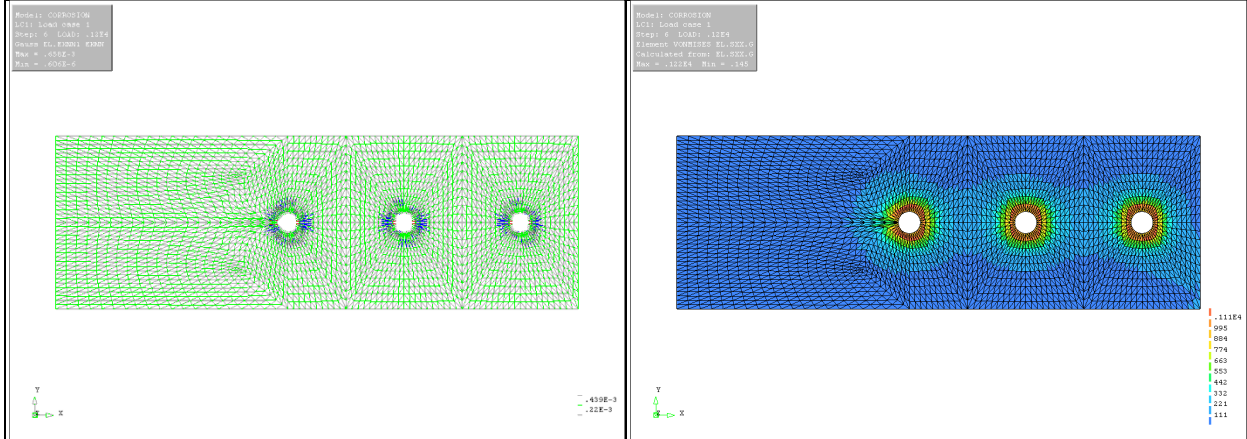 Model: CORROSION
LC1: Load case 1
Step: 6 LOAD: .12E4
Gauss EL.EKNN1 EKNN
Max = .658E-3
Min = .606E-6
Y
Z X
.439E-3
.22E-3
Model: CORROSION
LC1: Load case 1
Step: 6 LOAD: .12E4
Element VONMISES EL.SXX.G
Calculated from: EL.SXX.G
Max = .122E4 Min = .145
Y
Z X
.111E4
995
884
774
663
553
442
332
221
111